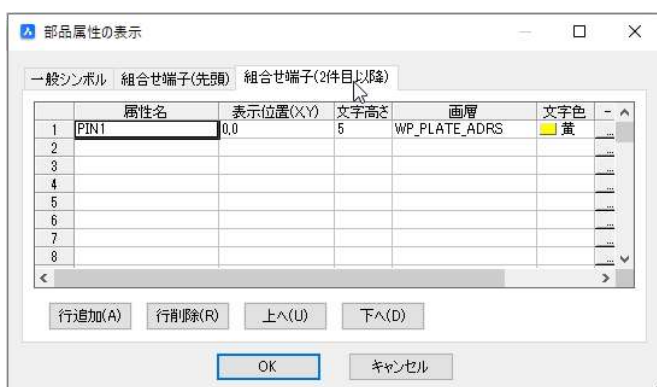 部品属性の表示
一般シンボル 組合せ端子(先頭) 組合せ端子(2件目以降)
属性名 表示位置(X,Y) 文字高さ 画層 文字色 -
1 PIN1 0,0 5 WP_PLATE_ADRS 黄 ...
2 ...
3 ...
4 ...
5 ...
6 ...
7 ...
8 ...
行追加(A) 行削除(R) 上へ(U) 下へ(D)
OK キャンセル